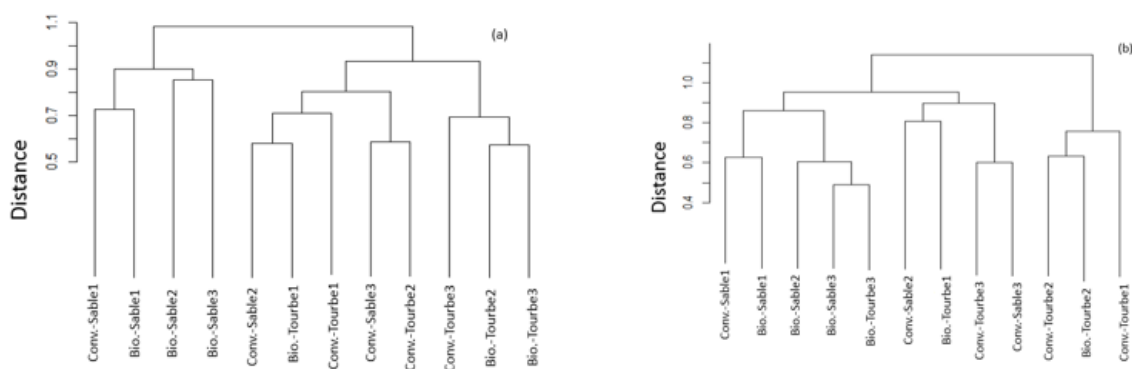 (a)
Distance
1.1
0.9
0.7
0.5
Conv.-Sable1
Bio.-Sable1
Bio.-Sable2
Bio.-Sable3
Conv.-Sable2
Bio.-Tourbe1
Conv.-Tourbe1
Conv.-Sable3
Conv.-Tourbe2
Conv.-Tourbe3
Bio.-Tourbe2
Bio.-Tourbe3
(b)
Distance
1.0
0.8
0.6
0.4
Conv.-Sable1
Bio.-Sable1
Bio.-Sable2
Bio.-Sable3
Bio.-Tourbe3
Conv.-Sable2
Bio.-Tourbe1
Conv.-Tourbe3
Conv.-Sable3
Conv.-Tourbe2
Bio.-Tourbe2
Conv.-Tourbe1